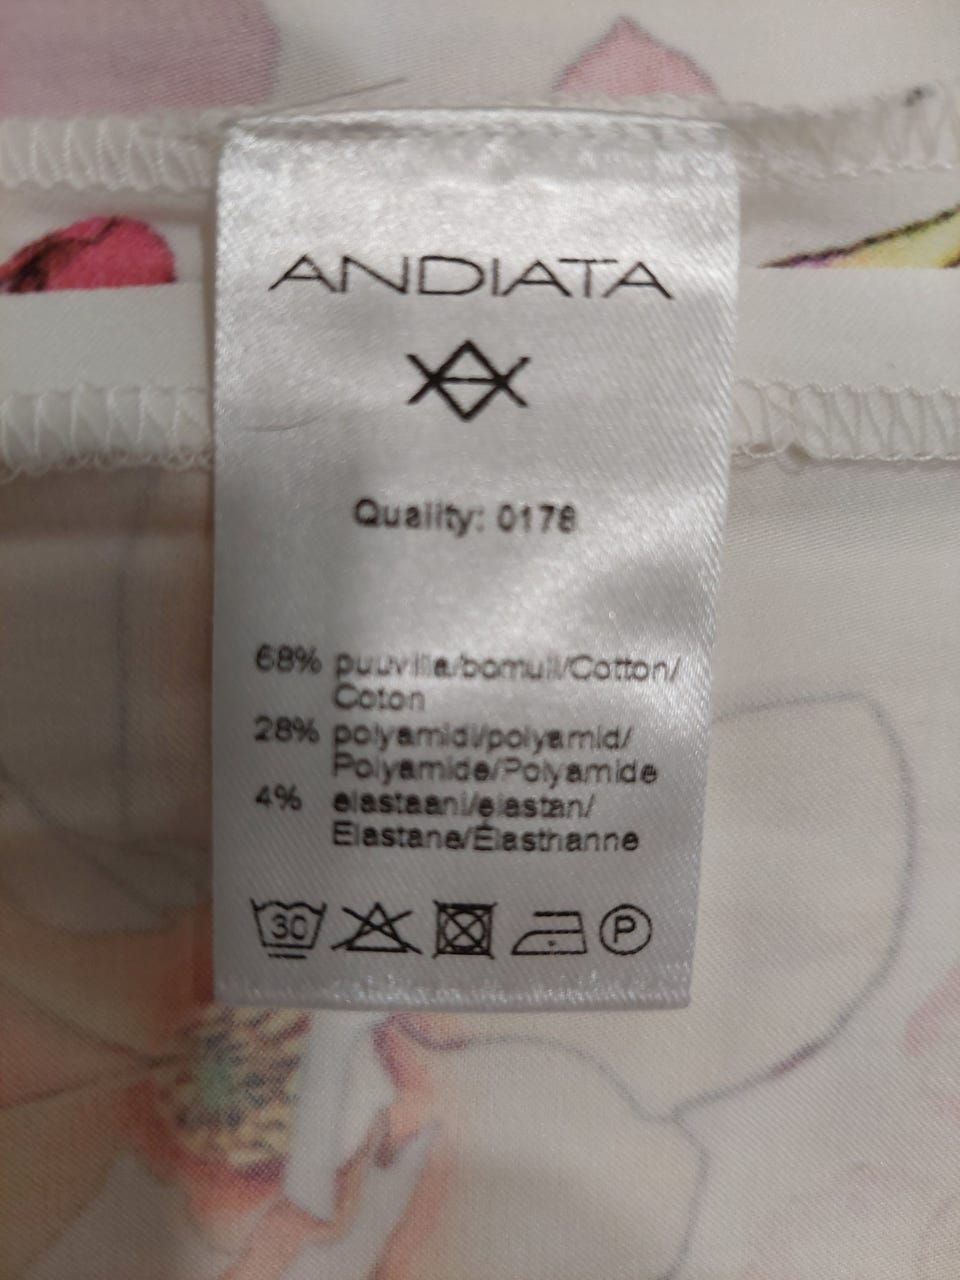 ANDIATA
Quality: 0178
68% puuvilla/bomull/Cotton/
Coton
28% polyamidi/polyamid/
Polyamide/Polyamide
4% elastaani/elastan/
Elastane/Élasthanne
30 P